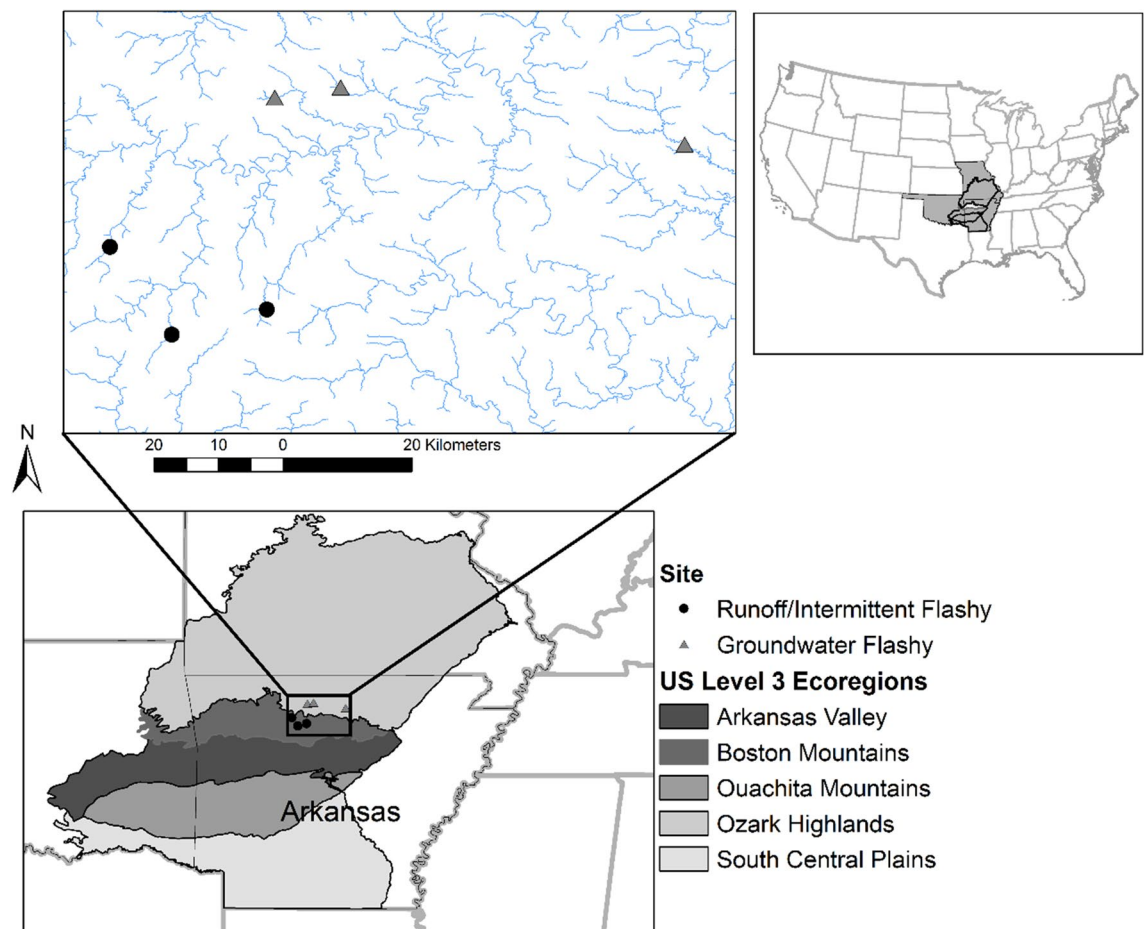 N
20 10 0 20 Kilometers
Arkansas
Site
Runoff/Intermittent Flashy
Groundwater Flashy
US Level 3 Ecoregions
Arkansas Valley
Boston Mountains
Ouachita Mountains
Ozark Highlands
South Central Plains